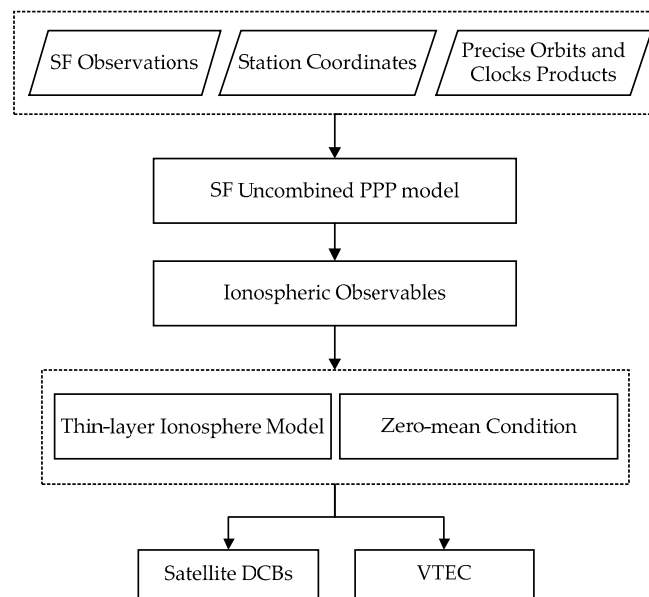 SF Observations
Station Coordinates
Precise Orbits and
Clocks Products
SF Uncombined PPP model
Ionospheric Observables
Thin-layer Ionosphere Model
Zero-mean Condition
Satellite DCBs
VTEC